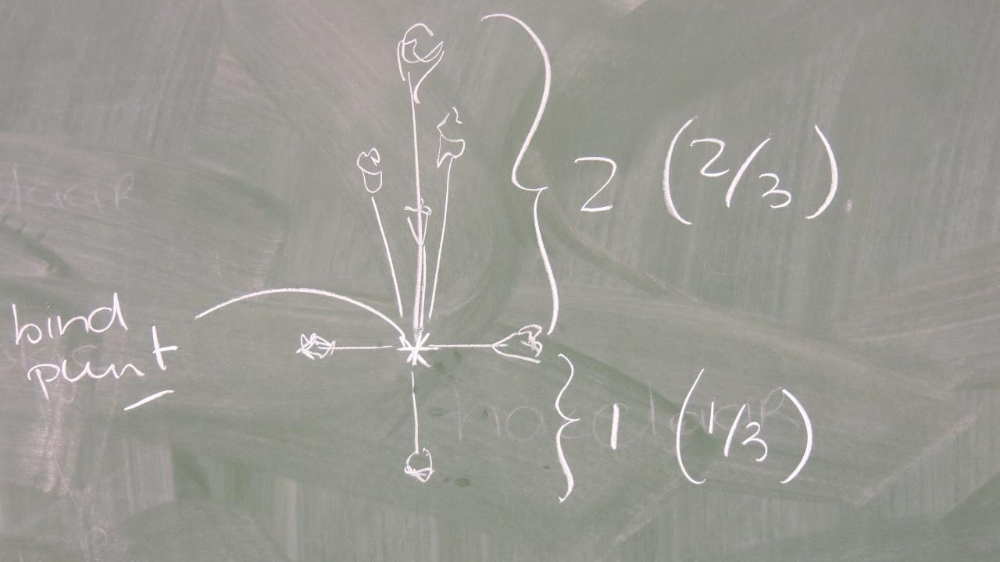 2 (2/3)
bind
punt
1 (1/3)